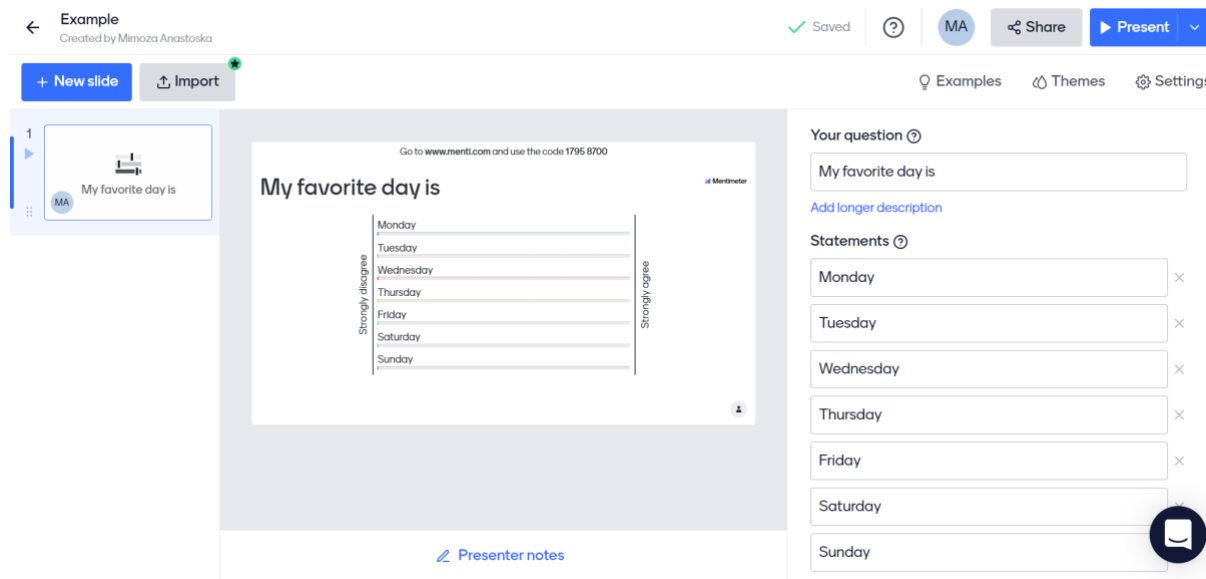 Example
Created by Mimoza Anastoska
Saved
MA
Share
Present
+ New slide
Import
Examples
Themes
Settings
1
My favorite day is
MA
Go to www.menti.com and use the code 1795 8700
My favorite day is
Mentimeter
Strongly disagree
Monday
Tuesday
Wednesday
Thursday
Friday
Saturday
Sunday
Strongly agree
Presenter notes
Your question
My favorite day is
Add longer description
Statements
Monday
Tuesday
Wednesday
Thursday
Friday
Saturday
Sunday